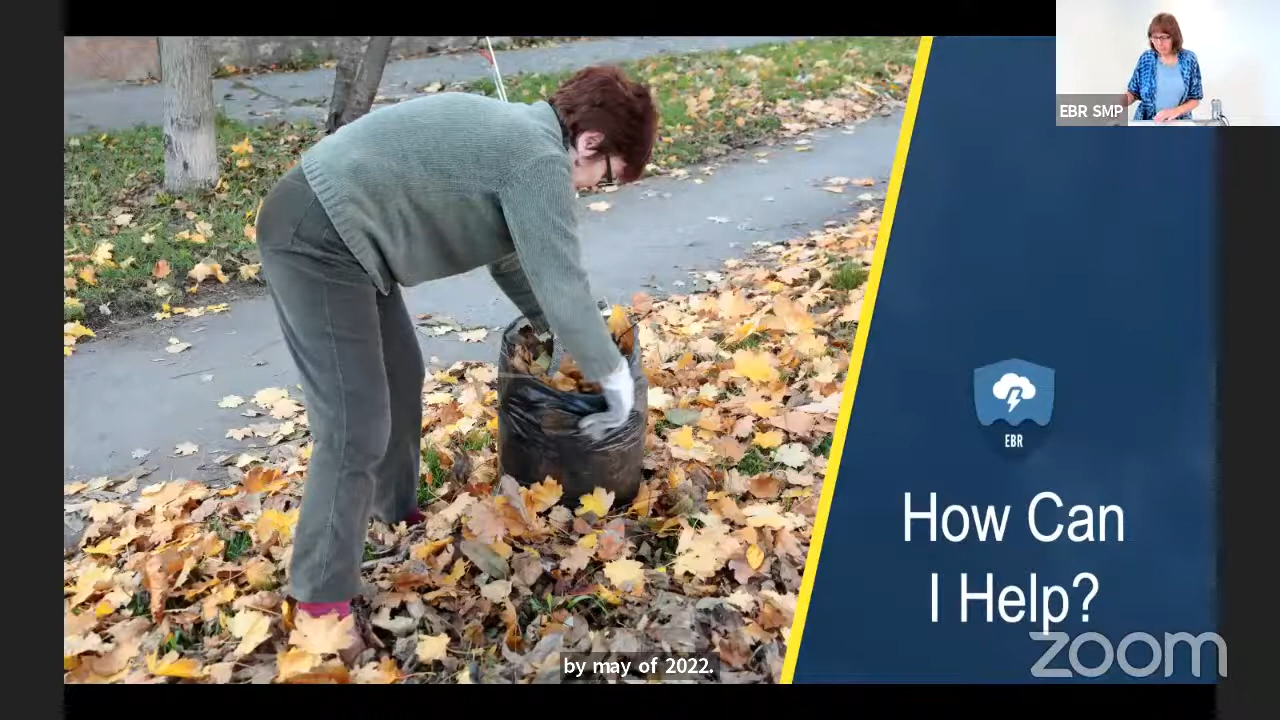 EBR SMP
EBR
How Can
I Help?
zoom
by may of 2022.